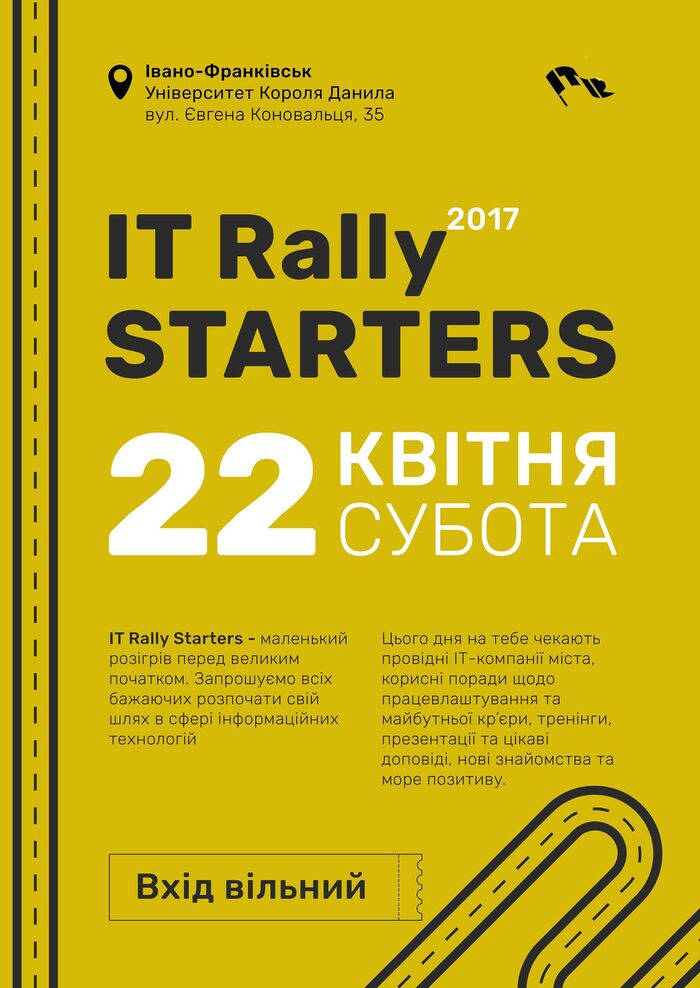 Івано-Франківськ
Університет Короля Данила
вул. Євгена Коновальця, 35
IT IR
IT Rally 2017
STARTERS
22 КВІТНЯ
СУБОТА
IT Rally Starters - маленький
розігрів перед великим
початком. Запрошуємо всіх
бажаючих розпочати свій
шлях в сфері інформаційних
технологій
Цього дня на тебе чекають
провідні ІТ-компанії міста,
корисні поради щодо
працевлаштування та
майбутньої кр’єри, тренінги,
презентації та цікаві
доповіді, нові знайомства та
море позитиву.
Вхід вільний